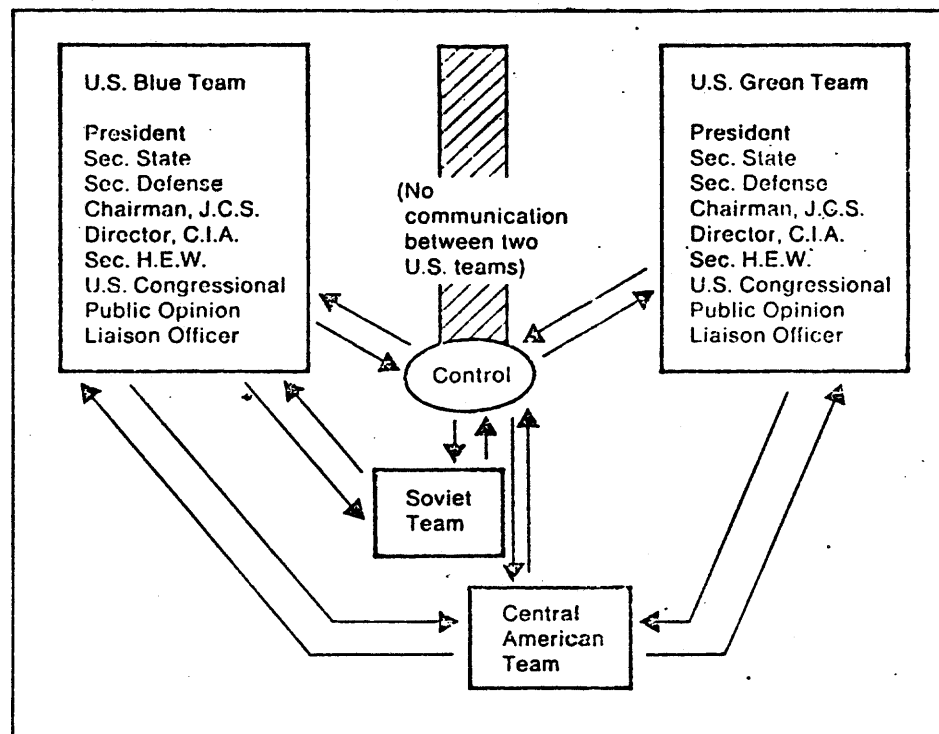 U.S. Blue Team
President
Sec. State
Sec. Defense
Chairman, J.C.S.
Director, C.I.A.
Sec. H.E.W.
U.S. Congressional
Public Opinion
Liaison Officer
(No
communication
between two
U.S. teams)
U.S. Green Team
President
Sec. State
Sec. Defense
Chairman, J.C.S.
Director, C.I.A.
Sec. H.E.W.
U.S. Congressional
Public Opinion
Liaison Officer
Control
Soviet
Team
Central
American
Team